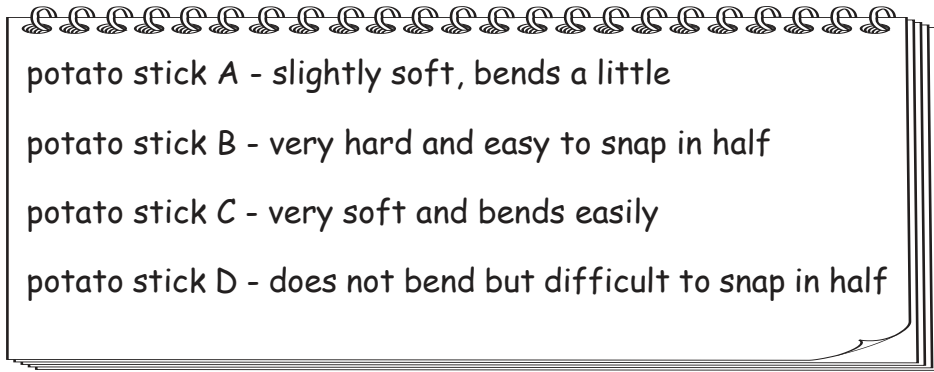 potato stick A - slightly soft, bends a little
potato stick B - very hard and easy to snap in half
potato stick C - very soft and bends easily
potato stick D - does not bend but difficult to snap in half